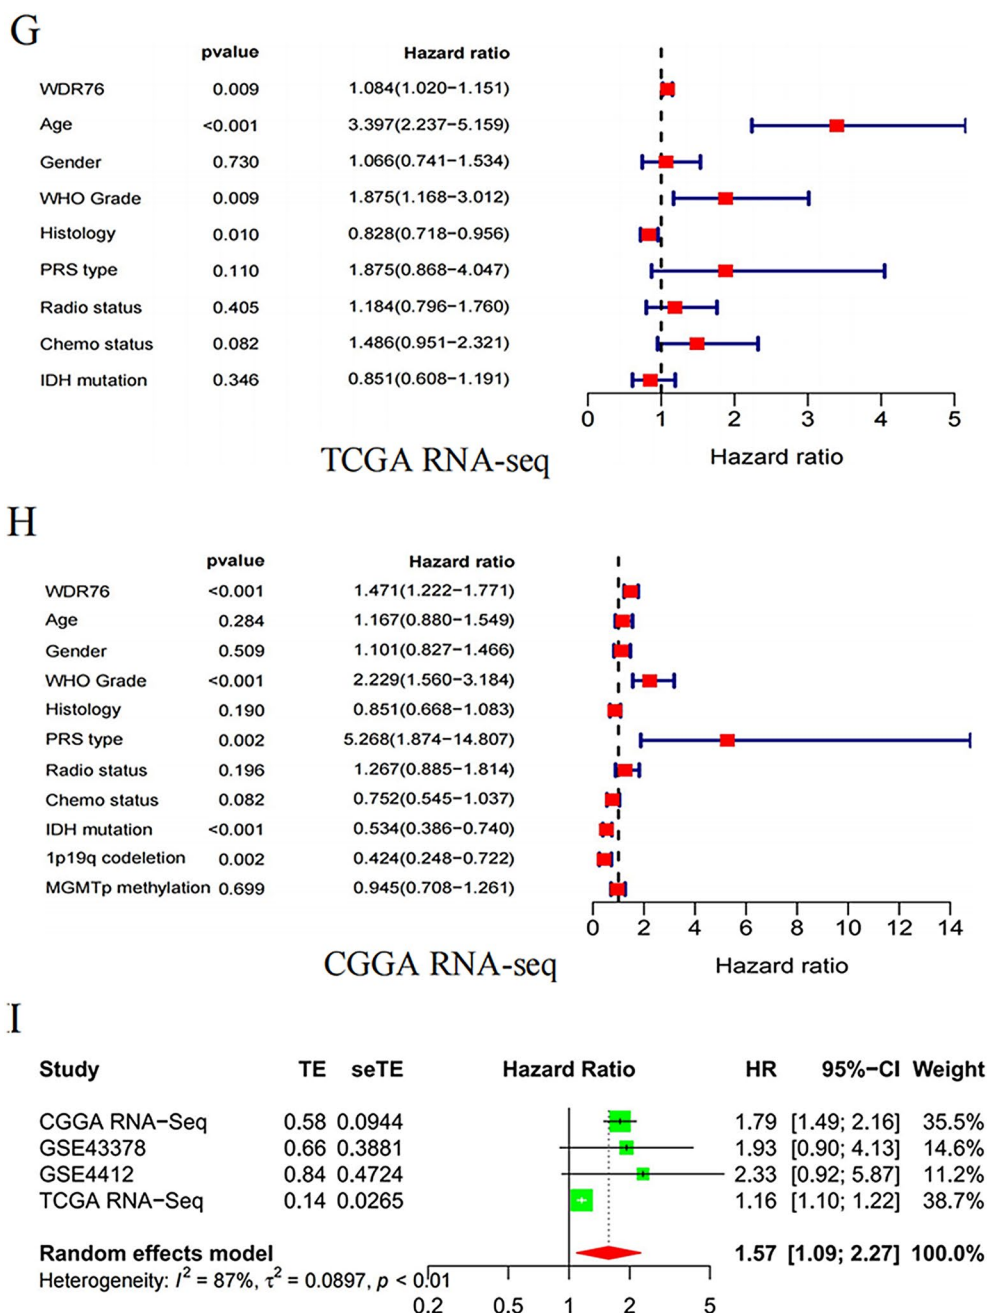 G
pvalue Hazard ratio
WDR76 0.009 1.084(1.020−1.151)
Age <0.001 3.397(2.237−5.159)
Gender 0.730 1.066(0.741−1.534)
WHO Grade 0.009 1.875(1.168−3.012)
Histology 0.010 0.828(0.718−0.956)
PRS type 0.110 1.875(0.868−4.047)
Radio status 0.405 1.184(0.796−1.760)
Chemo status 0.082 1.486(0.951−2.321)
IDH mutation 0.346 0.851(0.608−1.191)
0 1 2 3 4 5
TCGA RNA-seq Hazard ratio
H
pvalue Hazard ratio
WDR76 <0.001 1.471(1.222−1.771)
Age 0.284 1.167(0.880−1.549)
Gender 0.509 1.101(0.827−1.466)
WHO Grade <0.001 2.229(1.560−3.184)
Histology 0.190 0.851(0.668−1.083)
PRS type 0.002 5.268(1.874−14.807)
Radio status 0.196 1.267(0.885−1.814)
Chemo status 0.082 0.752(0.545−1.037)
IDH mutation <0.001 0.534(0.386−0.740)
1p19q codeletion 0.002 0.424(0.248−0.722)
MGMTp methylation 0.699 0.945(0.708−1.261)
0 2 4 6 8 10 12 14
CGGA RNA-seq Hazard ratio
I
Study TE seTE Hazard Ratio HR 95%−CI Weight
CGGA RNA−Seq 0.58 0.0944 1.79 [1.49; 2.16] 35.5%
GSE43378 0.66 0.3881 1.93 [0.90; 4.13] 14.6%
GSE4412 0.84 0.4724 2.33 [0.92; 5.87] 11.2%
TCGA RNA−Seq 0.14 0.0265 1.16 [1.10; 1.22] 38.7%
Random effects model 1.57 [1.09; 2.27] 100.0%
Heterogeneity: I² = 87%, τ² = 0.0897, p < 0.01
0.2 0.5 1 2 5